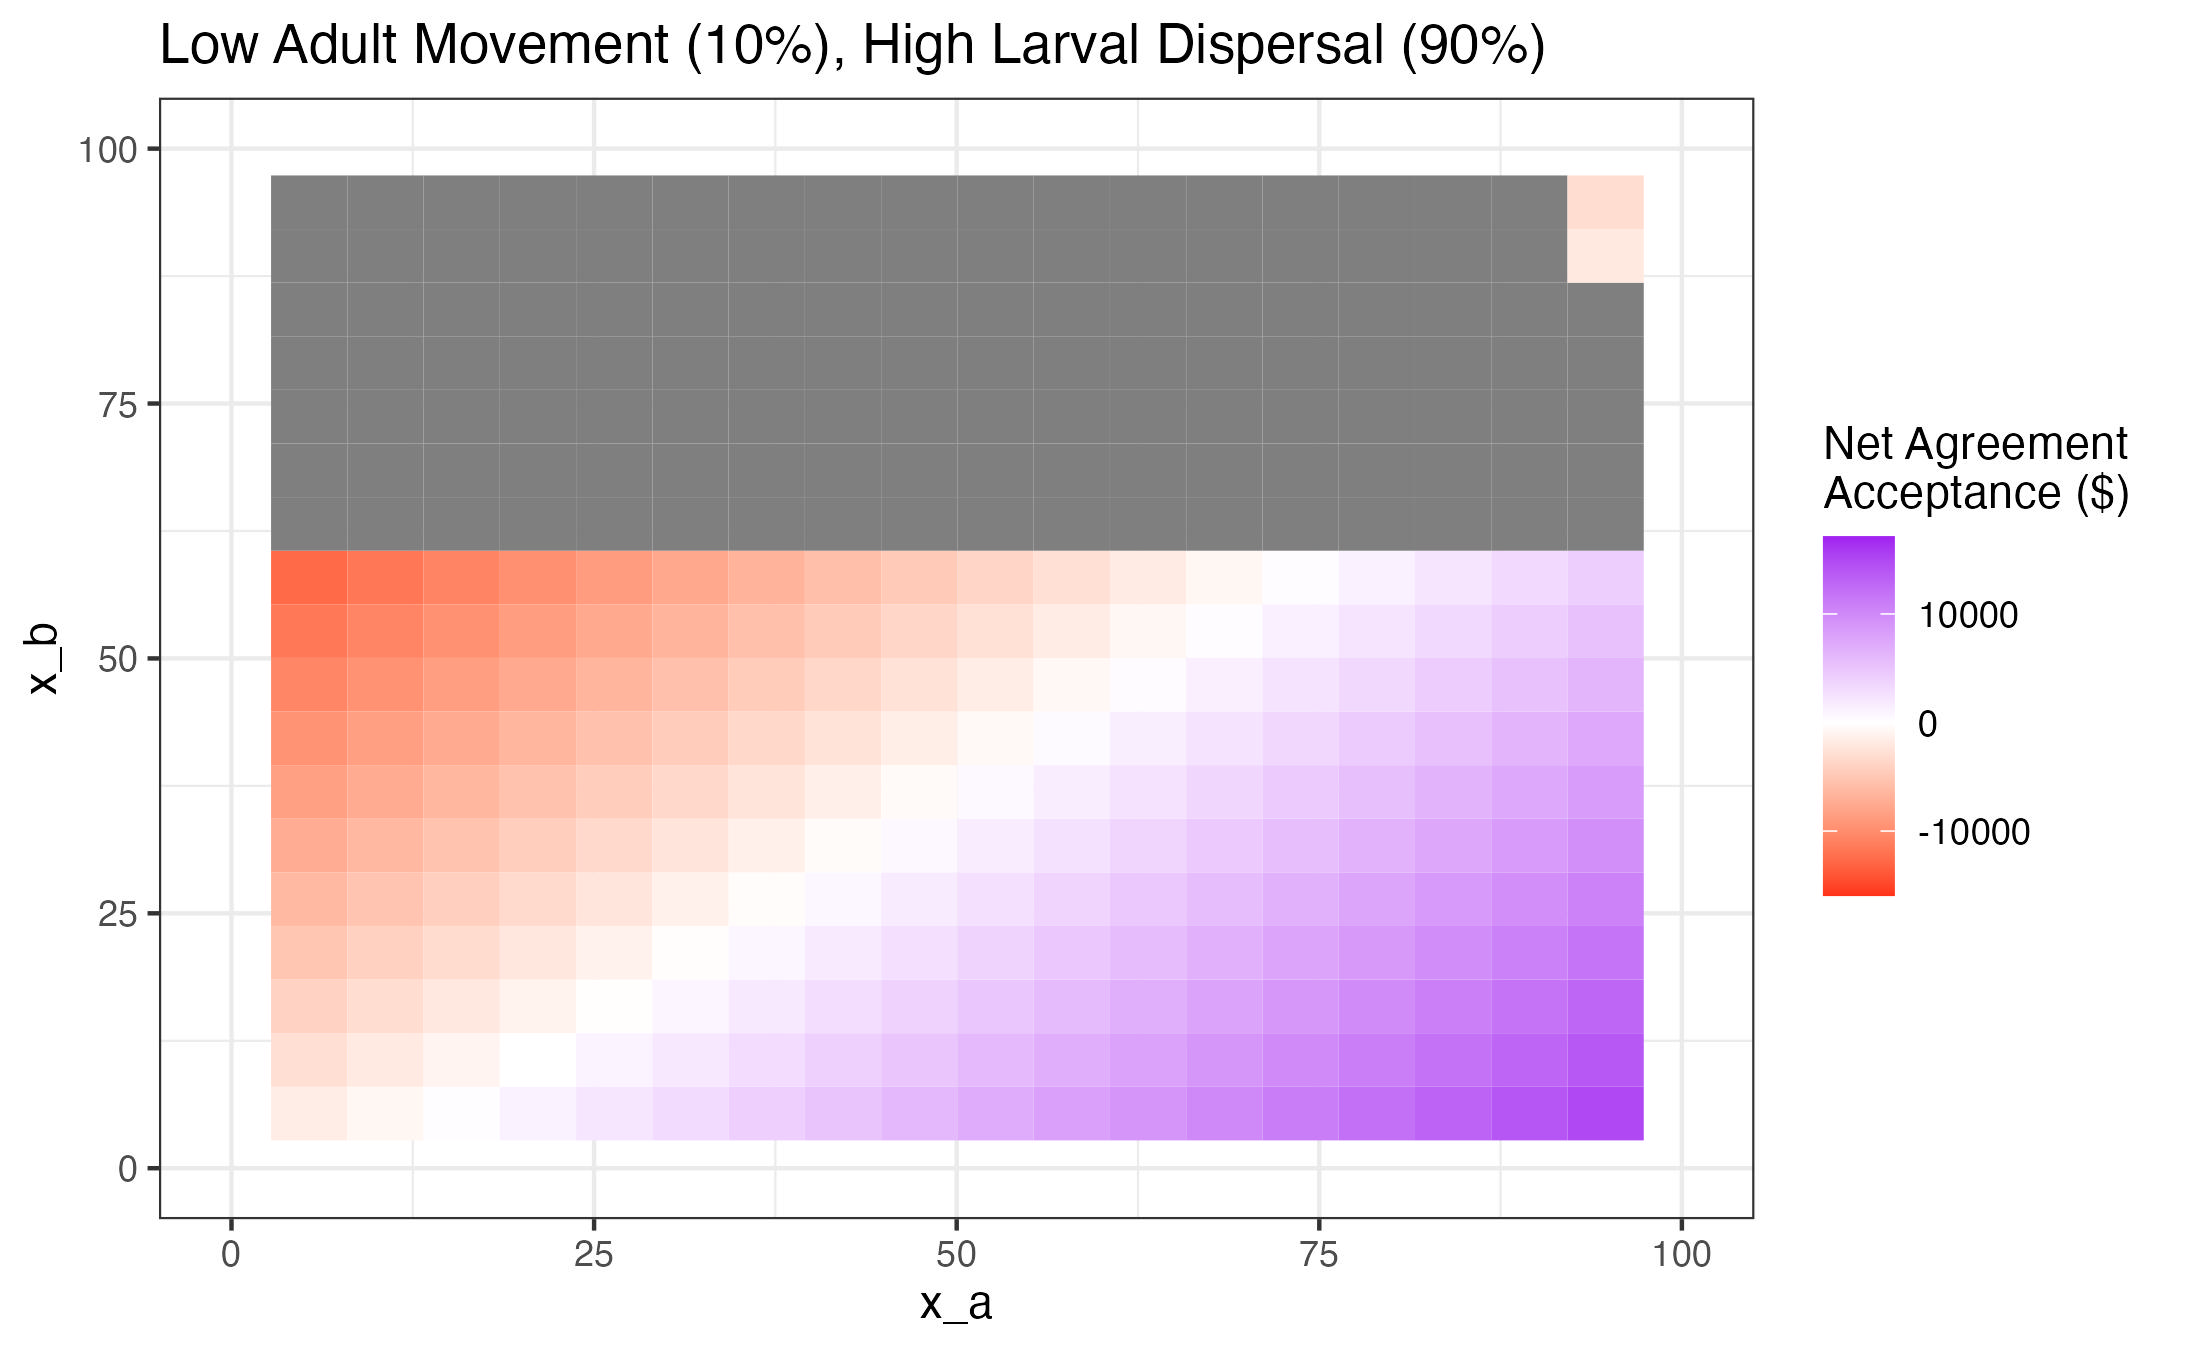 Low Adult Movement (10%), High Larval Dispersal (90%)
100
75
50
25
0
x_b
0
25
50
75
100
x_a
Net Agreement
Acceptance ($)
10000
0
-10000